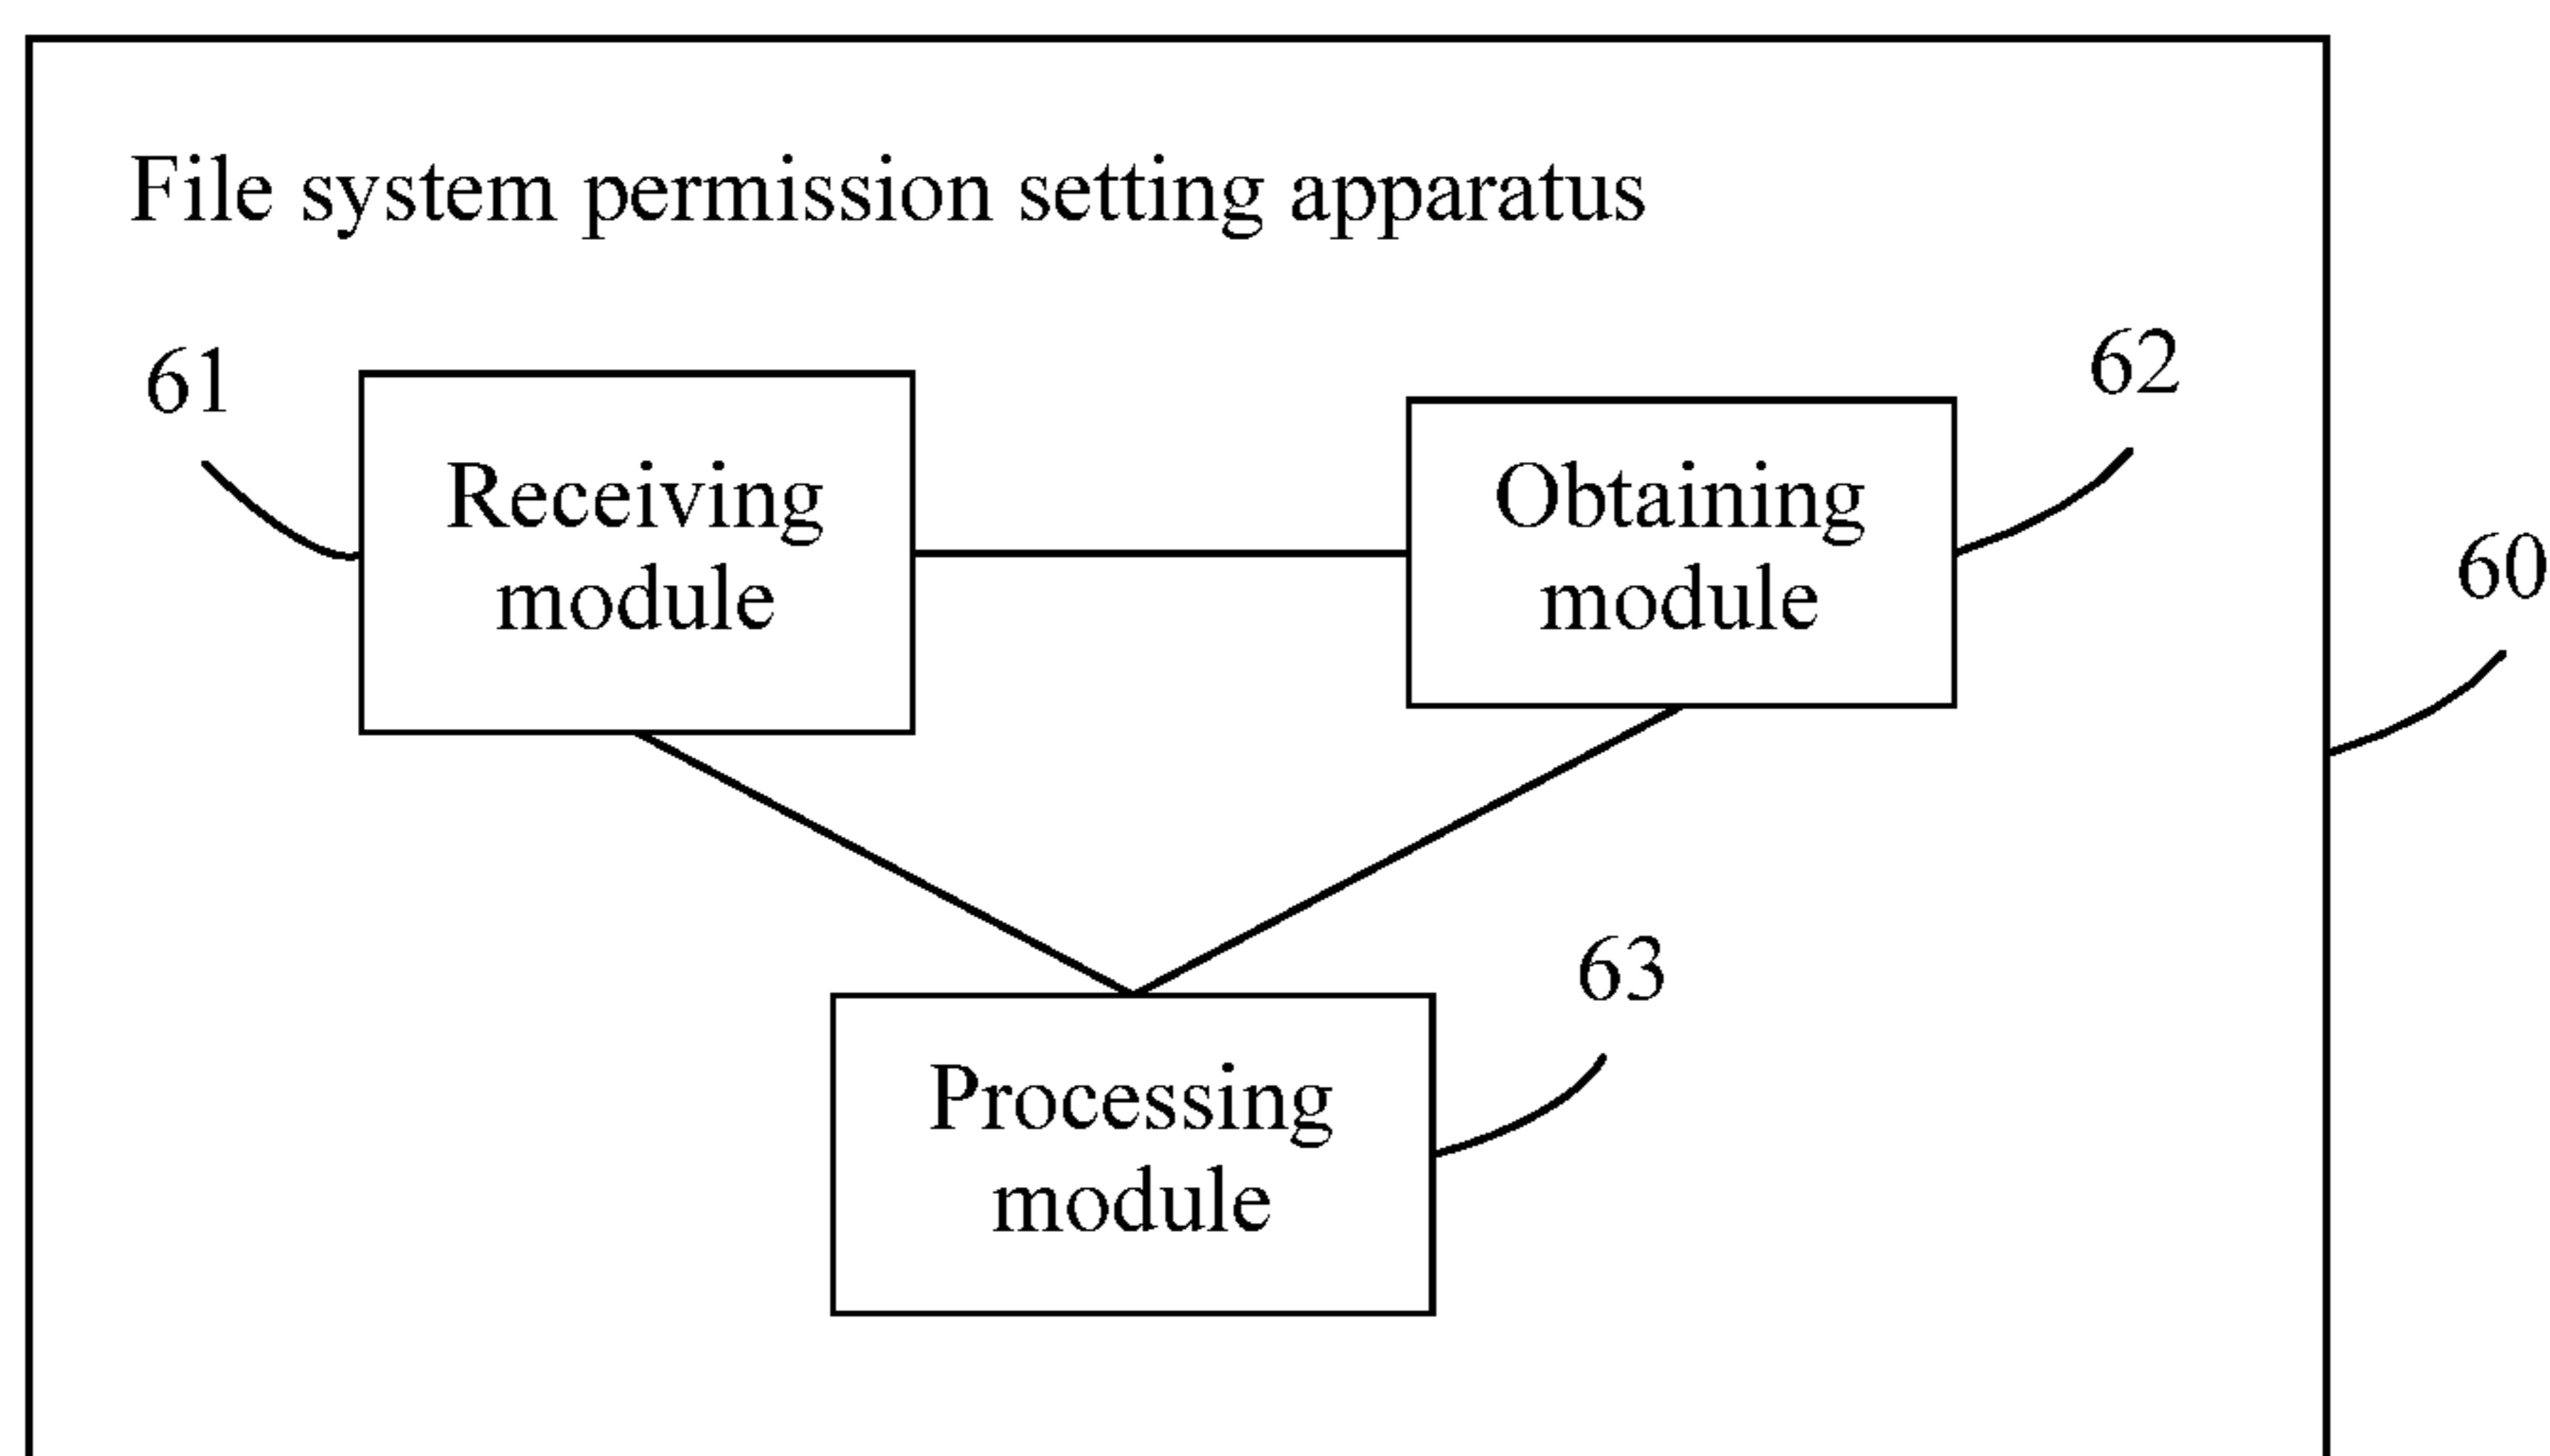 File system permission setting apparatus
61
62
Receiving
module
Obtaining
module
60
63
Processing
module